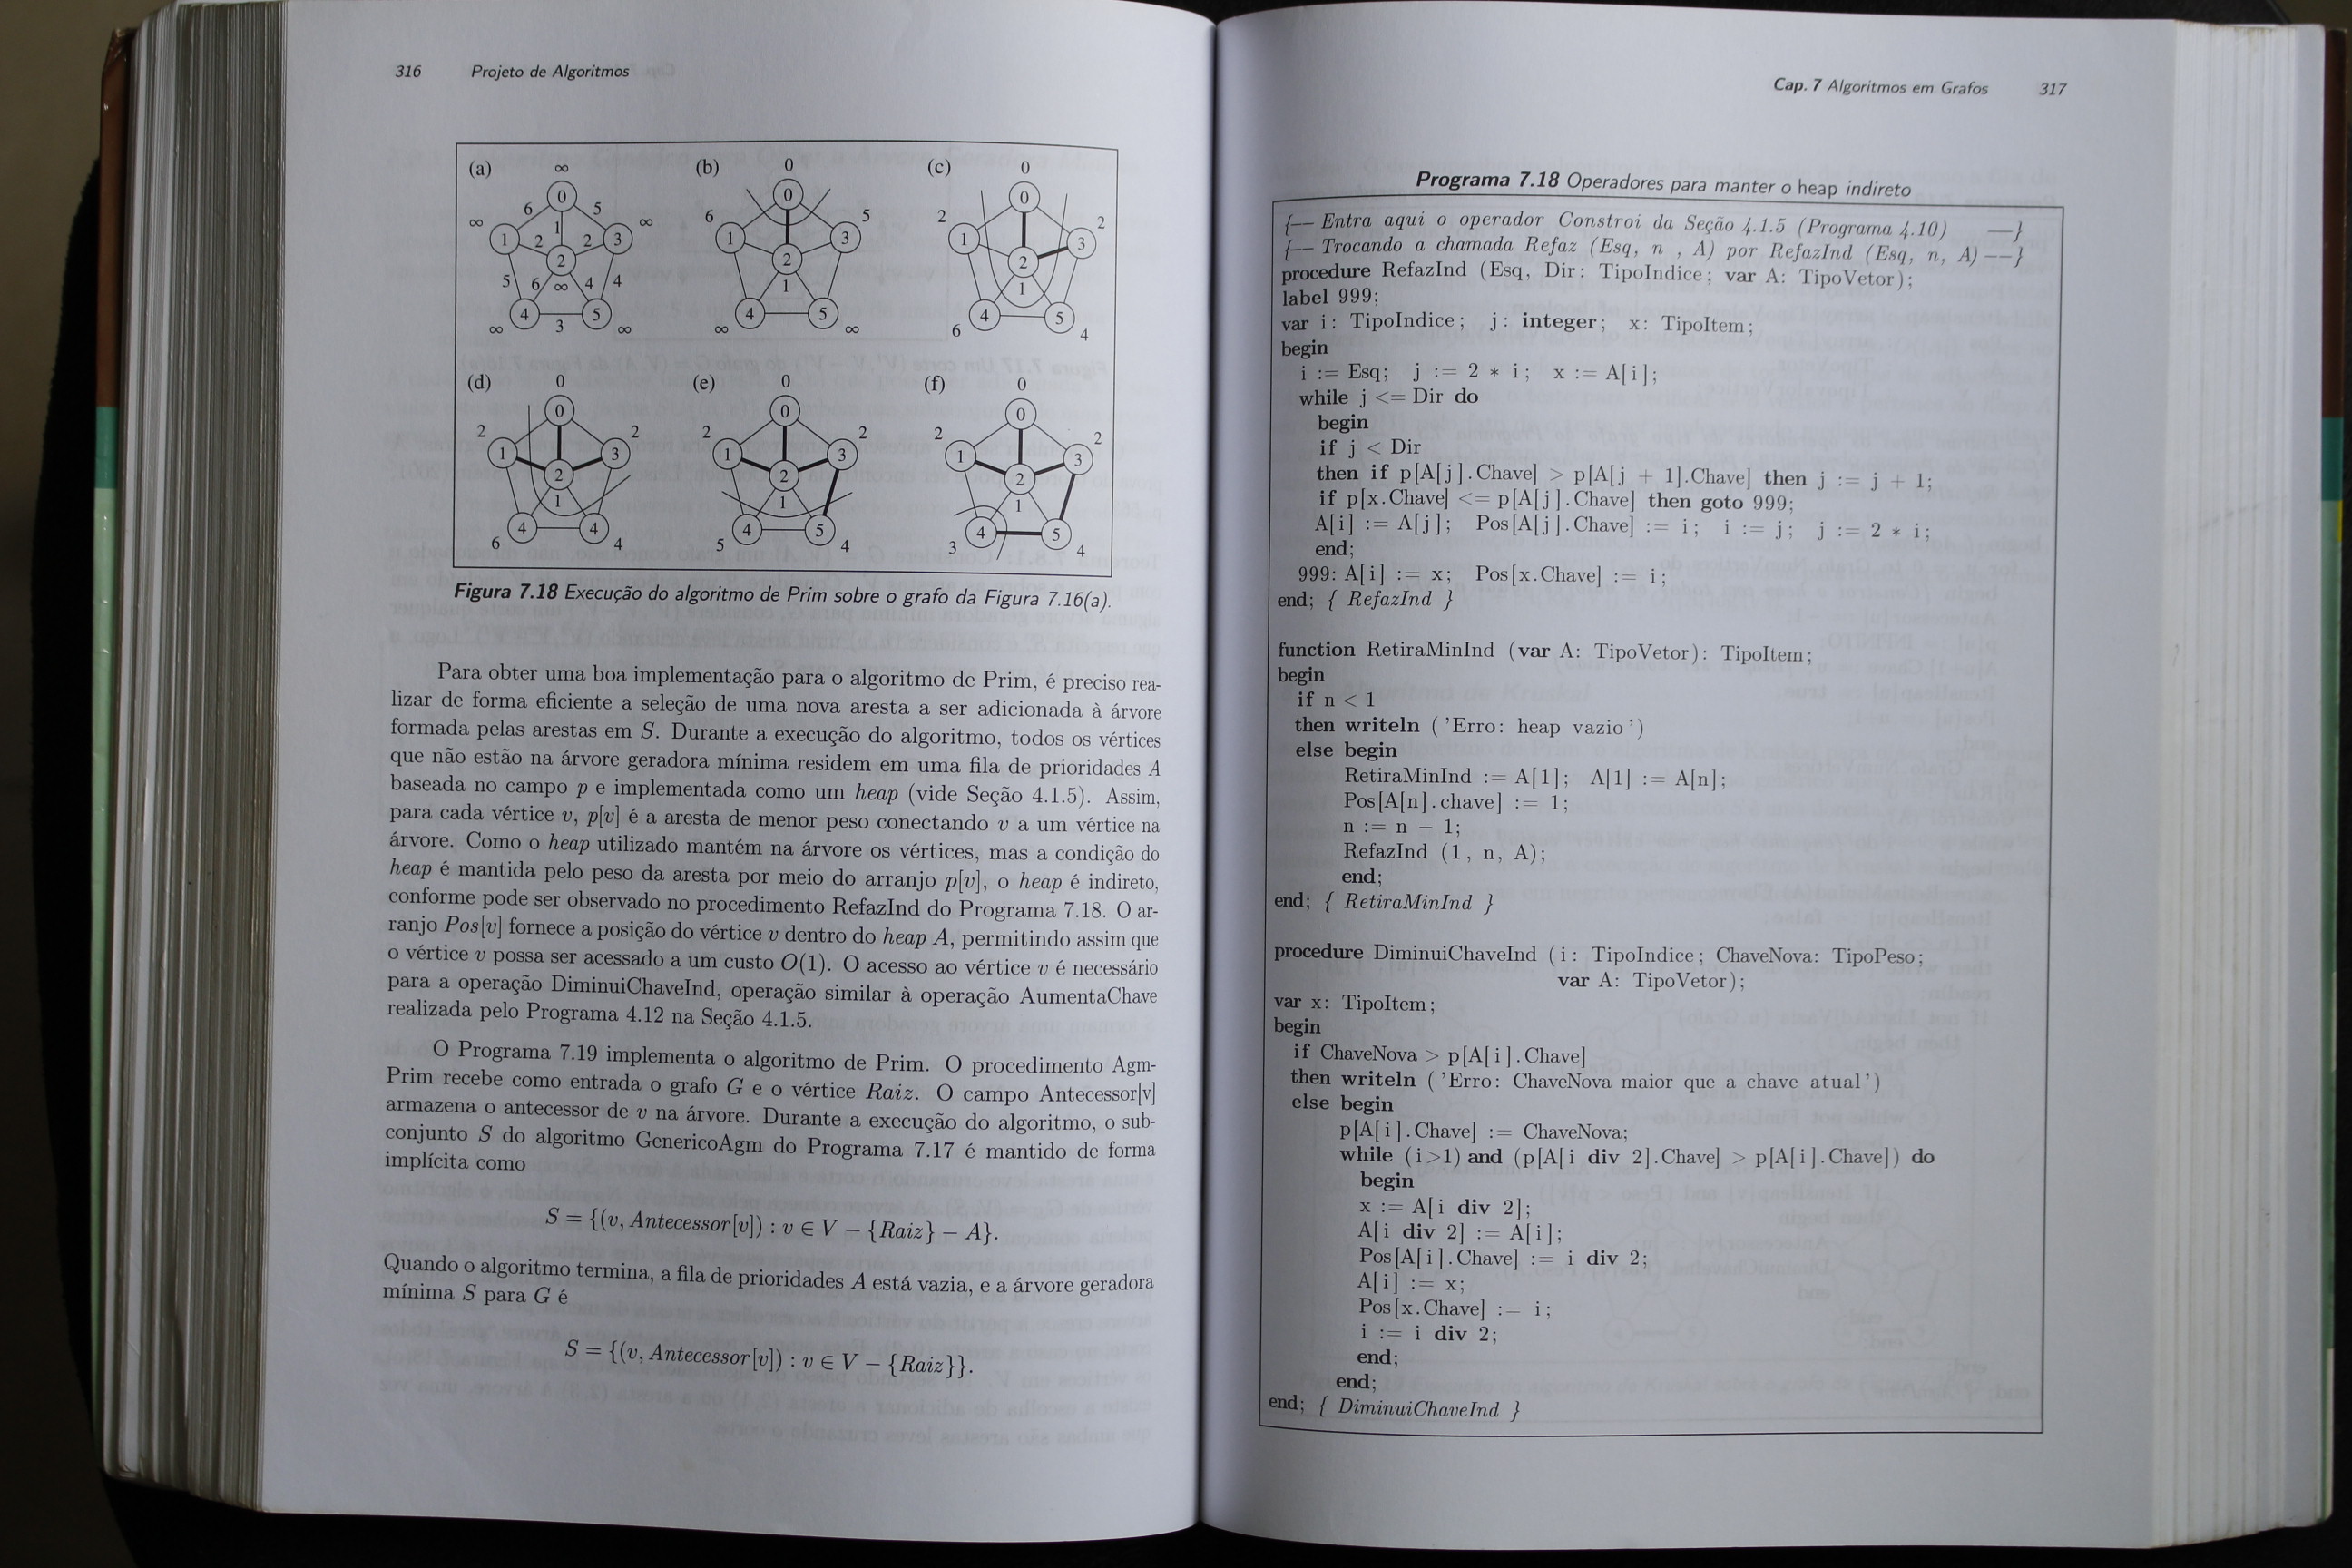 316 Projeto de Algoritmos
(a) (b) (c)
∞ 0 0
0 0 0
6 5
∞ 1 2 1 2 3 ∞
6 1 3 5
2 1 3 2
5 6 2 4 4
∞
2 1
2 1
∞ 4 3 5 ∞
∞ 4 5 ∞
6 4 5 4
(d) (e) (f)
0 0 0
0 0 0
2 1 3 2
2 1 3 2
2 1 3 2
2 1
2 1
2 1
6 4 4 4
5 4 5 4
3 4 5 4
Figura 7.18 Execução do algoritmo de Prim sobre o grafo da Figura 7.16(a).
Para obter uma boa implementação para o algoritmo de Prim, é preciso rea-
lizar de forma eficiente a seleção de uma nova aresta a ser adicionada à árvore
formada pelas arestas em S. Durante a execução do algoritmo, todos os vértices
que não estão na árvore geradora mínima residem em uma fila de prioridades A
baseada no campo p e implementada como um heap (vide Seção 4.1.5). Assim,
para cada vértice v, p[v] é a aresta de menor peso conectando v a um vértice na
árvore. Como o heap utilizado mantém na árvore os vértices, mas a condição do
heap é mantida pelo peso da aresta por meio do arranjo p[v], o heap é indireto,
conforme pode ser observado no procedimento RefazInd do Programa 7.18. O ar-
ranjo Pos[v] fornece a posição do vértice v dentro do heap A, permitindo assim que
o vértice v possa ser acessado a um custo O(1). O acesso ao vértice v é necessário
para a operação DiminuiChaveInd, operação similar à operação AumentaChave
realizada pelo Programa 4.12 na Seção 4.1.5.
O Programa 7.19 implementa o algoritmo de Prim. O procedimento Agm-
Prim recebe como entrada o grafo G e o vértice Raiz. O campo Antecessor[v]
armazena o antecessor de v na árvore. Durante a execução do algoritmo, o sub-
conjunto S do algoritmo GenericoAgm do Programa 7.17 é mantido de forma
implícita como
S = {(v, Antecessor[v]) : v ∈ V − {Raiz} − A}.
Quando o algoritmo termina, a fila de prioridades A está vazia, e a árvore geradora
mínima S para G é
S = {(v, Antecessor[v]) : v ∈ V − {Raiz}}.
Cap. 7 Algoritmos em Grafos 317
Programa 7.18 Operadores para manter o heap indireto
{— Entra aqui o operador Constroi da Seção 4.1.5 (Programa 4.10) —}
{— Trocando a chamada Refaz (Esq, n , A) por RefazInd (Esq, n, A) —}
procedure RefazInd (Esq, Dir: TipoIndice; var A: TipoVetor);
label 999;
var i: TipoIndice; j: integer; x: TipoItem;
begin
i := Esq; j := 2 * i; x := A[i];
while j <= Dir do
begin
if j < Dir
then if p[A[j].Chave] > p[A[j + 1].Chave] then j := j + 1;
if p[x.Chave] <= p[A[j].Chave] then goto 999;
A[i] := A[j]; Pos[A[j].Chave] := i; i := j; j := 2 * i;
end;
999: A[i] := x; Pos[x.Chave] := i;
end; { RefazInd }
function RetiraMinInd (var A: TipoVetor): TipoItem;
begin
if n < 1
then writeln ('Erro: heap vazio')
else begin
RetiraMinInd := A[1]; A[1] := A[n];
Pos[A[n].chave] := 1;
n := n − 1;
RefazInd (1, n, A);
end;
end; { RetiraMinInd }
procedure DiminuiChaveInd (i: TipoIndice; ChaveNova: TipoPeso;
var A: TipoVetor);
var x: TipoItem;
begin
if ChaveNova > p[A[i].Chave]
then writeln ('Erro: ChaveNova maior que a chave atual')
else begin
p[A[i].Chave] := ChaveNova;
while (i>1) and (p[A[i div 2].Chave] > p[A[i].Chave]) do
begin
x := A[i div 2];
A[i div 2] := A[i];
Pos[A[i].Chave] := i div 2;
A[i] := x;
Pos[x.Chave] := i;
i := i div 2;
end;
end;
end; { DiminuiChaveInd }